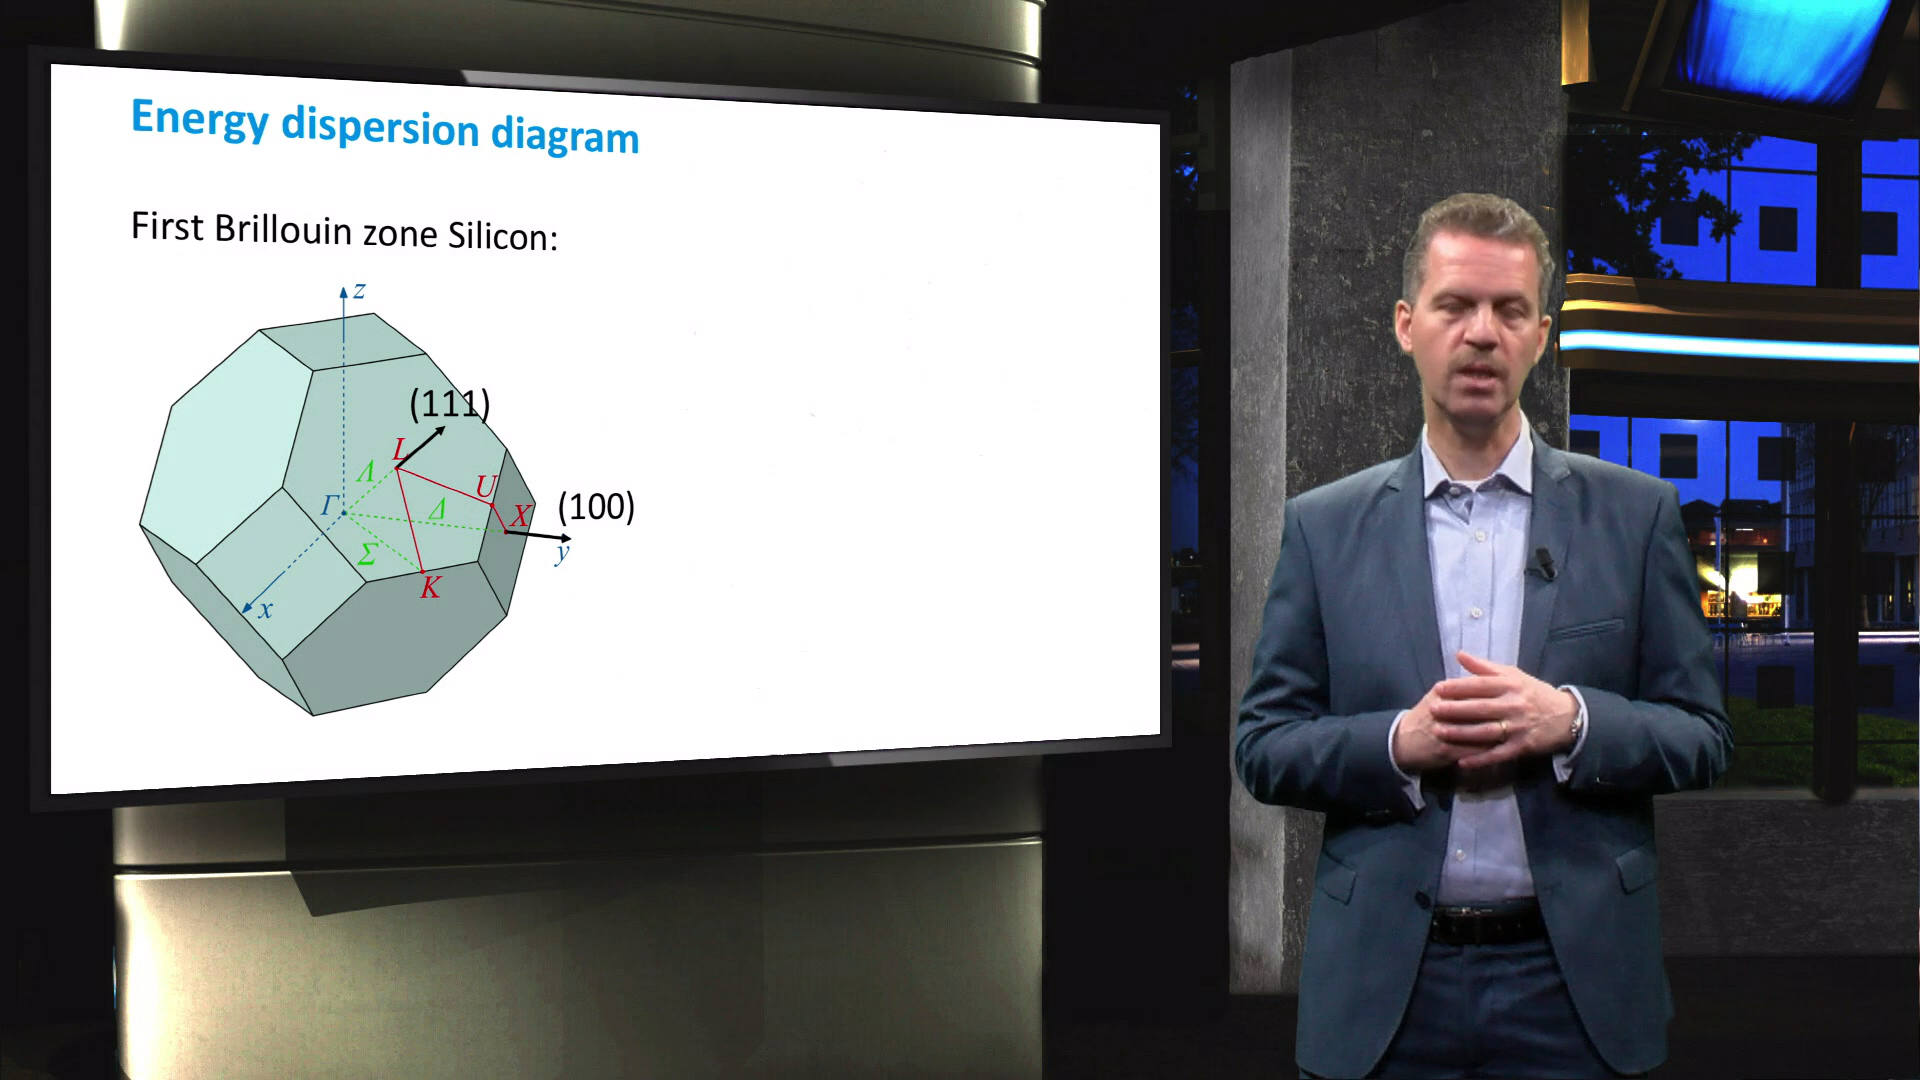 Energy dispersion diagram
First Brillouin zone Silicon:
z
(111)
L
Λ
U
Γ
Δ
X
(100)
Σ
y
K
x